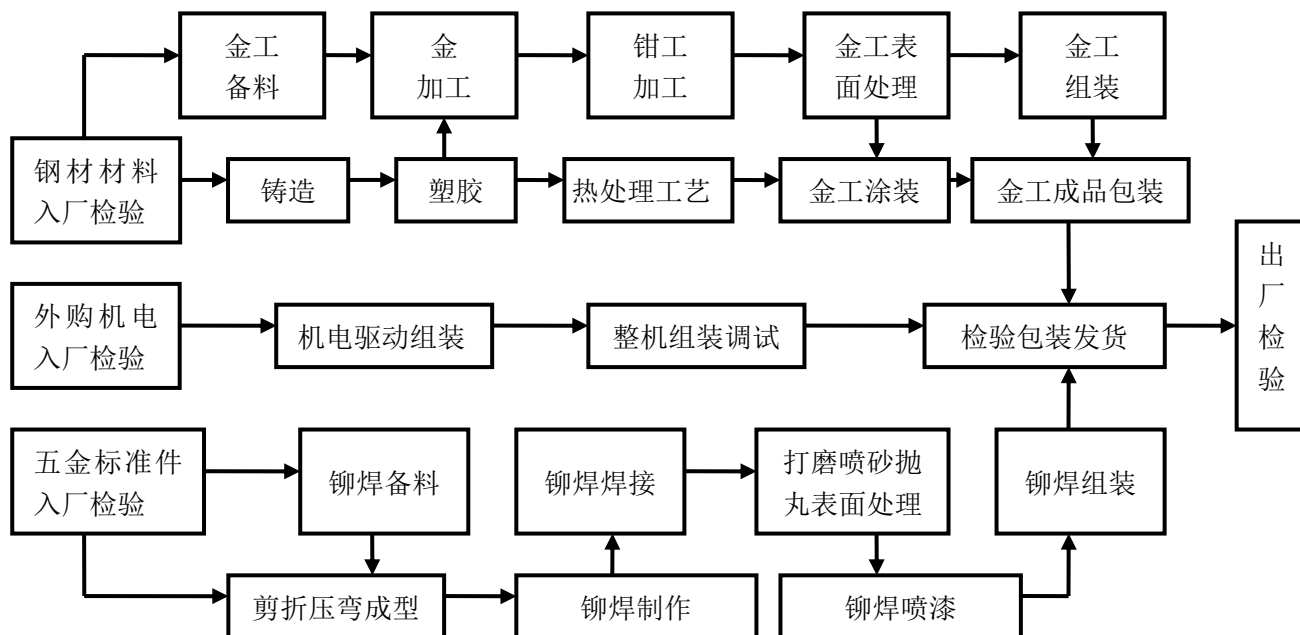 金工
备料
金
加工
钳工
加工
金工表
面处理
金工
组装
钢材材料
入厂检验
铸造
塑胶
热处理工艺
金工涂装
金工成品包装
出
厂
检
验
外购机电
入厂检验
机电驱动组装
整机组装调试
检验包装发货
五金标准件
入厂检验
铆焊备料
铆焊焊接
打磨喷砂抛
丸表面处理
铆焊组装
剪折压弯成型
铆焊制作
铆焊喷漆